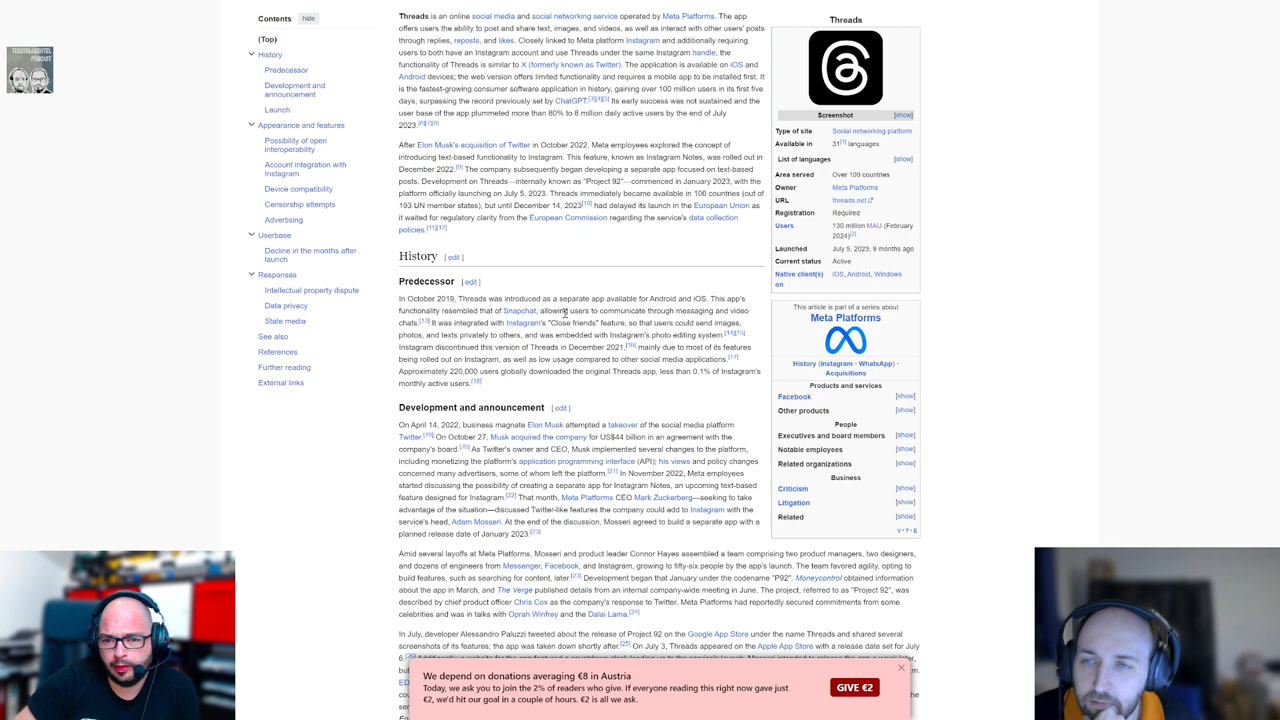 TECHTELMECHTEL
PODCAST
Contents hide
(Top)
History
Predecessor
Development and
announcement
Launch
Appearance and features
Possibility of open
interoperability
Account integration with
Instagram
Device compatibility
Censorship attempts
Advertising
Userbase
Decline in the months after
launch
Responses
Intellectual property dispute
Data privacy
State media
See also
References
Further reading
External links
Threads is an online social media and social networking service operated by Meta Platforms. The app
offers users the ability to post and share text, images, and videos, as well as interact with other users' posts
through replies, reposts, and likes. Closely linked to Meta platform Instagram and additionally requiring
users to both have an Instagram account and use Threads under the same Instagram handle, the
functionality of Threads is similar to X (formerly known as Twitter). The application is available on iOS and
Android devices; the web version offers limited functionality and requires a mobile app to be installed first. It
is the fastest-growing consumer software application in history, gaining over 100 million users in its first five
days, surpassing the record previously set by ChatGPT.[3][4][5] Its early success was not sustained and the
user base of the app plummeted more than 80% to 8 million daily active users by the end of July
2023.[6][7][8]
After Elon Musk's acquisition of Twitter in October 2022, Meta employees explored the concept of
introducing text-based functionality to Instagram. This feature, known as Instagram Notes, was rolled out in
December 2022.[9] The company subsequently began developing a separate app focused on text-based
posts. Development on Threads—internally known as "Project 92"—commenced in January 2023, with the
platform officially launching on July 5, 2023. Threads immediately became available in 100 countries (out of
193 UN member states), but until December 14, 2023[10] had delayed its launch in the European Union as
it waited for regulatory clarity from the European Commission regarding the service's data collection
policies.[11][12]
History [ edit ]
Predecessor [ edit ]
In October 2019, Threads was introduced as a separate app available for Android and iOS. This app's
functionality resembled that of Snapchat, allowing users to communicate through messaging and video
chats.[13] It was integrated with Instagram's "Close friends" feature, so that users could send images,
photos, and texts privately to others, and was embedded with Instagram's photo editing system.[14][15]
Instagram discontinued this version of Threads in December 2021,[16] mainly due to most of its features
being rolled out on Instagram, as well as low usage compared to other social media applications.[17]
Approximately 220,000 users globally downloaded the original Threads app, less than 0.1% of Instagram's
monthly active users.[18]
Development and announcement [ edit ]
On April 14, 2022, business magnate Elon Musk attempted a takeover of the social media platform
Twitter.[19] On October 27, Musk acquired the company for US$44 billion in an agreement with the
company's board.[20] As Twitter's owner and CEO, Musk implemented several changes to the platform,
including monetizing the platform's application programming interface (API); his views and policy changes
concerned many advertisers, some of whom left the platform.[21] In November 2022, Meta employees
started discussing the possibility of creating a separate app for Instagram Notes, an upcoming text-based
feature designed for Instagram.[22] That month, Meta Platforms CEO Mark Zuckerberg—seeking to take
advantage of the situation—discussed Twitter-like features the company could add to Instagram with the
service's head, Adam Mosseri. At the end of the discussion, Mosseri agreed to build a separate app with a
planned release date of January 2023.[23]
Amid several layoffs at Meta Platforms, Mosseri and product leader Connor Hayes assembled a team comprising two product managers, two designers,
and dozens of engineers from Messenger, Facebook, and Instagram, growing to fifty-six people by the app's launch. The team favored agility, opting to
build features, such as searching for content, later.[23] Development began that January under the codename "P92". Moneycontrol obtained information
about the app in March, and The Verge published details from an internal company-wide meeting in June. The project, referred to as "Project 92", was
described by chief product officer Chris Cox as the company's response to Twitter. Meta Platforms had reportedly secured commitments from some
celebrities and was in talks with Oprah Winfrey and the Dalai Lama.[24]
In July, developer Alessandro Paluzzi tweeted about the release of Project 92 on the Google App Store under the name Threads and shared several
screenshots of its features; the app was taken down shortly after.[25] On July 3, Threads appeared on the Apple App Store with a release date set for July
6.
Threads
Screenshot [show]
Type of site Social networking platform
Available in 31[1] languages
List of languages [show]
Area served Over 100 countries
Owner Meta Platforms
URL threads.net
Registration Required
Users 130 million MAU (February
2024)[2]
Launched July 5, 2023; 9 months ago
Current status Active
Native client(s) iOS, Android, Windows
on
This article is part of a series about
Meta Platforms
History (Instagram · WhatsApp) ·
Acquisitions
Products and services
Facebook [show]
Other products [show]
People
Executives and board members [show]
Notable employees [show]
Related organizations [show]
Business
Criticism [show]
Litigation [show]
Related [show]
V · T · E
We depend on donations averaging €8 in Austria
Today, we ask you to join the 2% of readers who give. If everyone reading this right now gave just
€2, we'd hit our goal in a couple of hours. €2 is all we ask.
GIVE €2